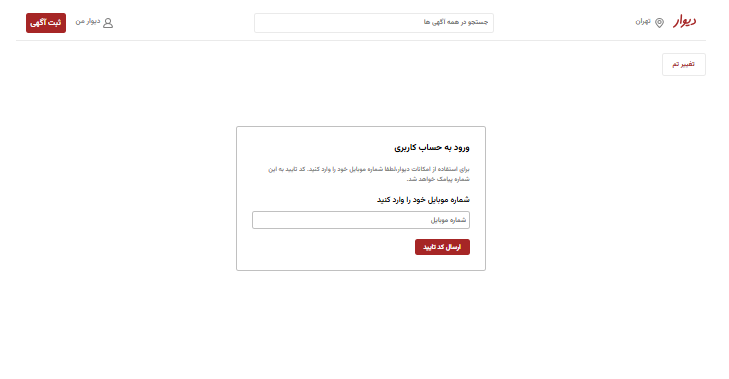 دیوار
تهران
جستجو در همه آگهی ها
دیوار من
ثبت آگهی
تغییر تم
ورود به حساب کاربری
برای استفاده از امکانات دیوار،لطفا شماره موبایل خود را وارد کنید. کد تایید به این
شماره پیامک خواهد شد.
شماره موبایل خود را وارد کنید
شماره موبایل
ارسال کد تایید